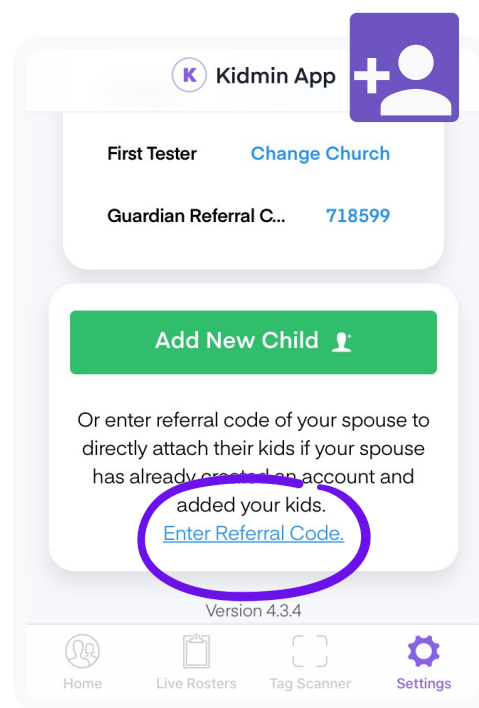 K Kidmin App
First Tester Change Church
Guardian Referral C... 718599
Add New Child
Or enter referral code of your spouse to
directly attach their kids if your spouse
has already created an account and
added your kids.
Enter Referral Code.
Version 4.3.4
Home Live Rosters Tag Scanner Settings